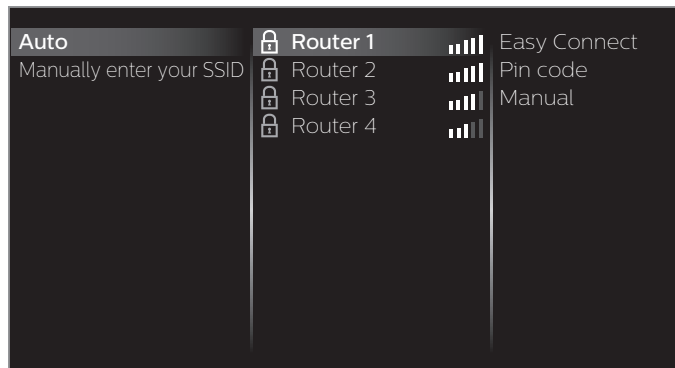 Auto
Manually enter your SSID
Router 1
Router 2
Router 3
Router 4
Easy Connect
Pin code
Manual